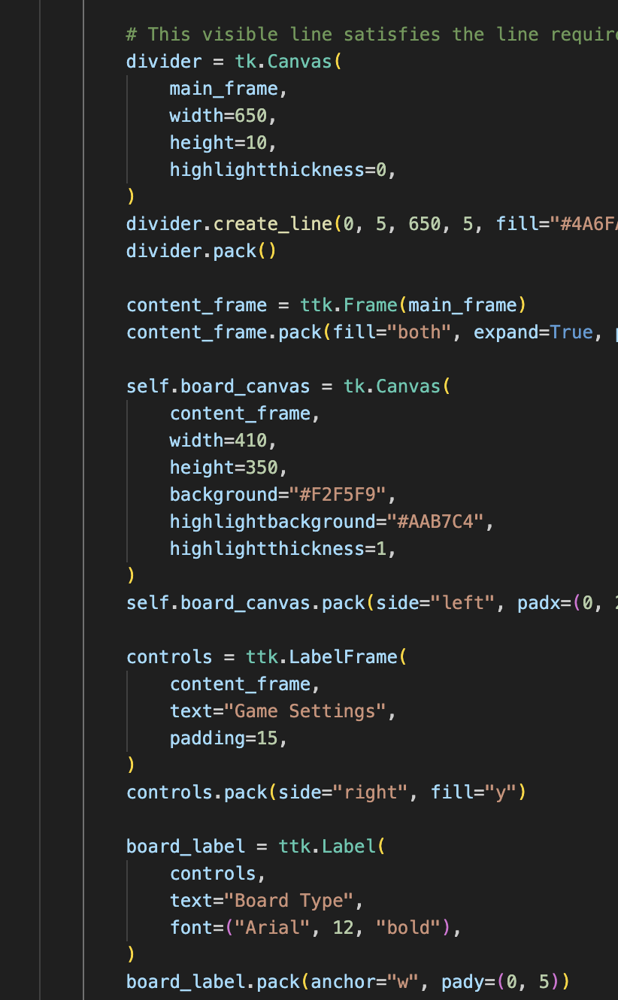 # This visible line satisfies the line
divider = tk.Canvas(
    main_frame,
    width=650,
    height=10,
    highlightthickness=0,
)
divider.create_line(0, 5, 650, 5, fill="#4A6F
divider.pack()

content_frame = ttk.Frame(main_frame)
content_frame.pack(fill="both", expand=True,

self.board_canvas = tk.Canvas(
    content_frame,
    width=410,
    height=350,
    background="#F2F5F9",
    highlightbackground="#AAB7C4",
    highlightthickness=1,
)
self.board_canvas.pack(side="left", padx=(0,

controls = ttk.LabelFrame(
    content_frame,
    text="Game Settings",
    padding=15,
)
controls.pack(side="right", fill="y")

board_label = ttk.Label(
    controls,
    text="Board Type",
    font=("Arial", 12, "bold"),
)
board_label.pack(anchor="w", pady=(0, 5))